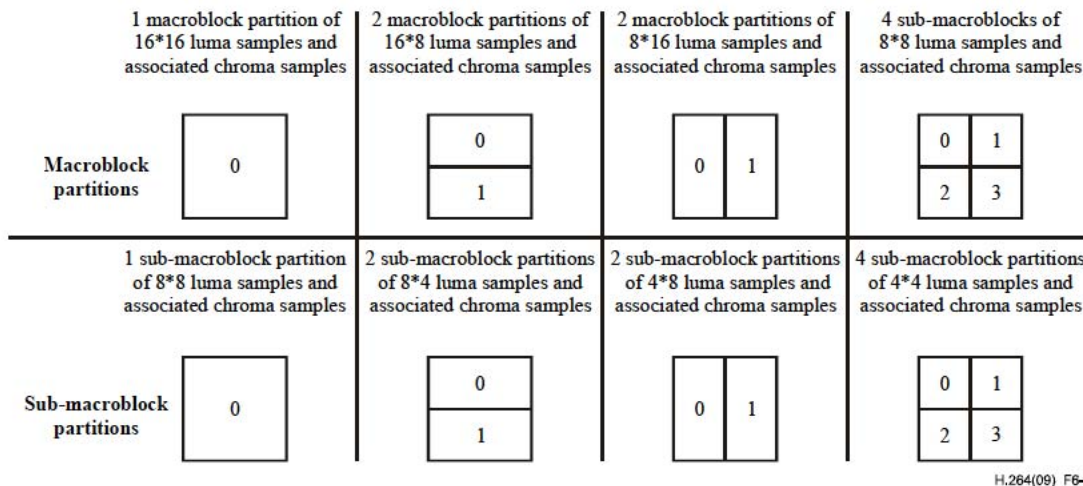 1 macroblock partition of
16*16 luma samples and
associated chroma samples
2 macroblock partitions of
16*8 luma samples and
associated chroma samples
2 macroblock partitions of
8*16 luma samples and
associated chroma samples
4 sub-macroblocks of
8*8 luma samples and
associated chroma samples
Macroblock
partitions
0
0
1
0 1
0 1
2 3
1 sub-macroblock partition
of 8*8 luma samples and
associated chroma samples
2 sub-macroblock partitions
of 8*4 luma samples and
associated chroma samples
2 sub-macroblock partitions
of 4*8 luma samples and
associated chroma samples
4 sub-macroblock partitions
of 4*4 luma samples and
associated chroma samples
Sub-macroblock
partitions
0
0
1
0 1
0 1
2 3
H.264(09)_F6-